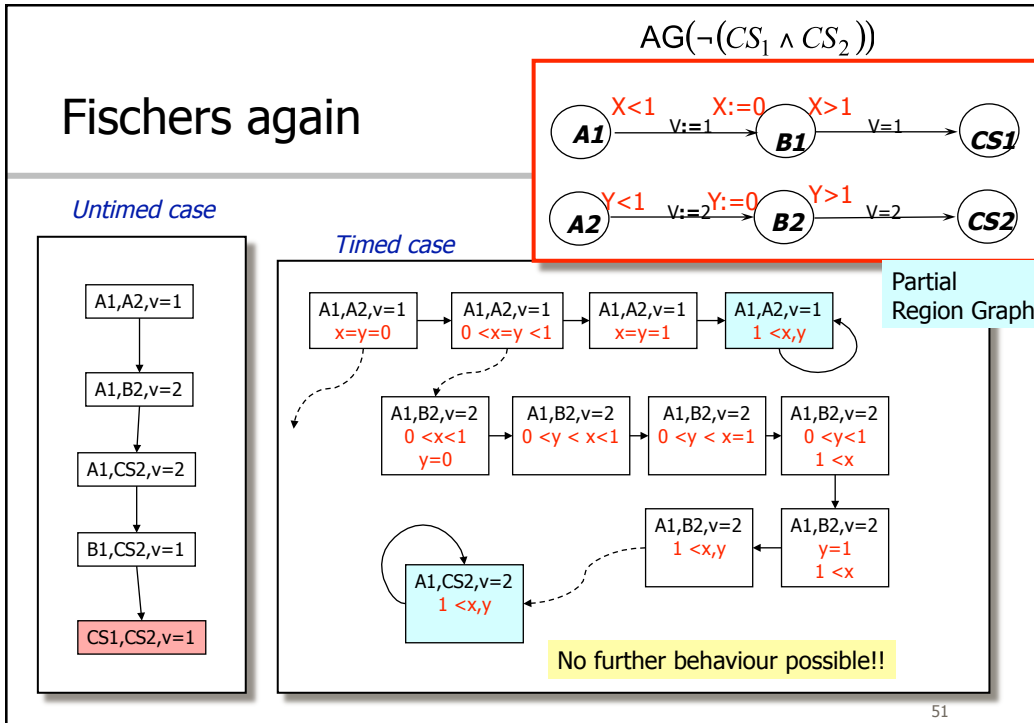 AG(¬(CS₁ ∧ CS₂))
Fischers again
X<1 X:=0 X>1
A1 V:=1 B1 V=1 CS1
Y<1 Y:=0 Y>1
A2 V:=2 B2 V=2 CS2
Partial
Region Graph
Untimed case
A1,A2,v=1
A1,B2,v=2
A1,CS2,v=2
B1,CS2,v=1
CS1,CS2,v=1
Timed case
A1,A2,v=1
x=y=0
A1,A2,v=1
0 <x=y <1
A1,A2,v=1
x=y=1
A1,A2,v=1
1 <x,y
A1,B2,v=2
0 <x<1
y=0
A1,B2,v=2
0 <y < x<1
A1,B2,v=2
0 <y < x=1
A1,B2,v=2
0 <y<1
1 <x
A1,B2,v=2
y=1
1 <x
A1,B2,v=2
1 <x,y
A1,CS2,v=2
1 <x,y
No further behaviour possible!!
51